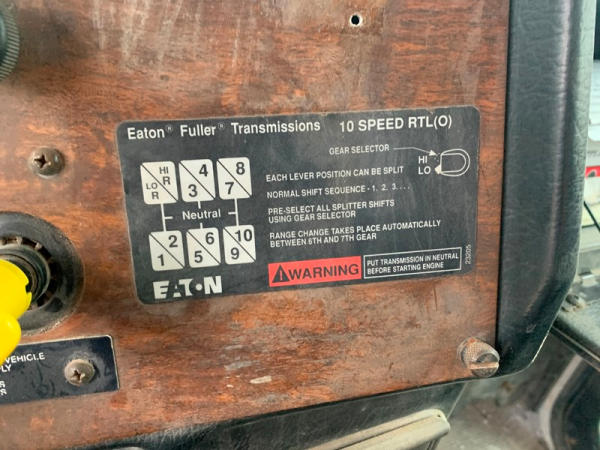 Eaton® Fuller® Transmissions 10 SPEED RTL(O)
GEAR SELECTOR
HI
LO
HI R
LO R
4
3
8
7
Neutral
2
1
6
5
10
9
EACH LEVER POSITION CAN BE SPLIT
NORMAL SHIFT SEQUENCE - 1. 2. 3. . . .
PRE-SELECT ALL SPLITTER SHIFTS
USING GEAR SELECTOR
RANGE CHANGE TAKES PLACE AUTOMATICALLY
BETWEEN 6TH AND 7TH GEAR
WARNING
PUT TRANSMISSION IN NEUTRAL
BEFORE STARTING ENGINE
23205
EATON
VEHICLE
PLY